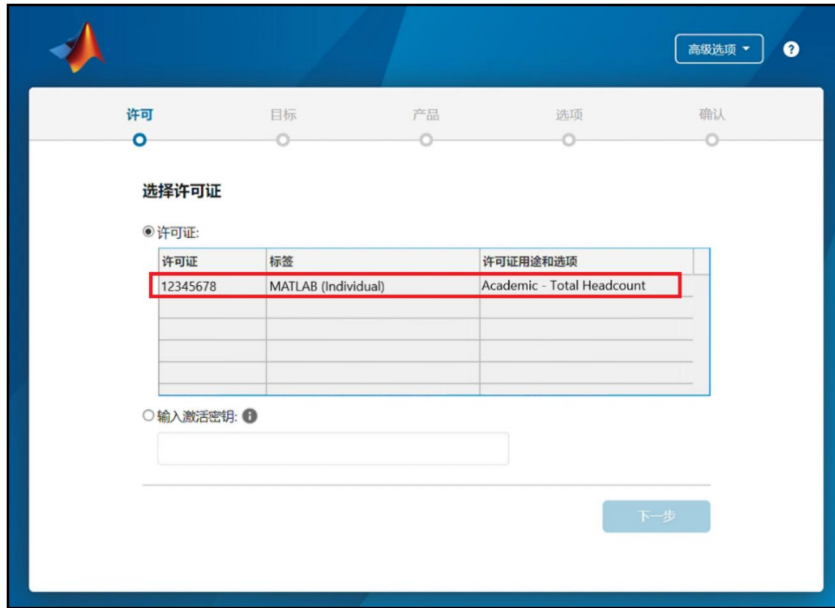 高级选项
?
许可 目标 产品 选项 确认
选择许可证
许可证:
许可证 标签 许可证用途和选项
12345678 MATLAB (Individual) Academic - Total Headcount
输入激活密钥: i
下一步